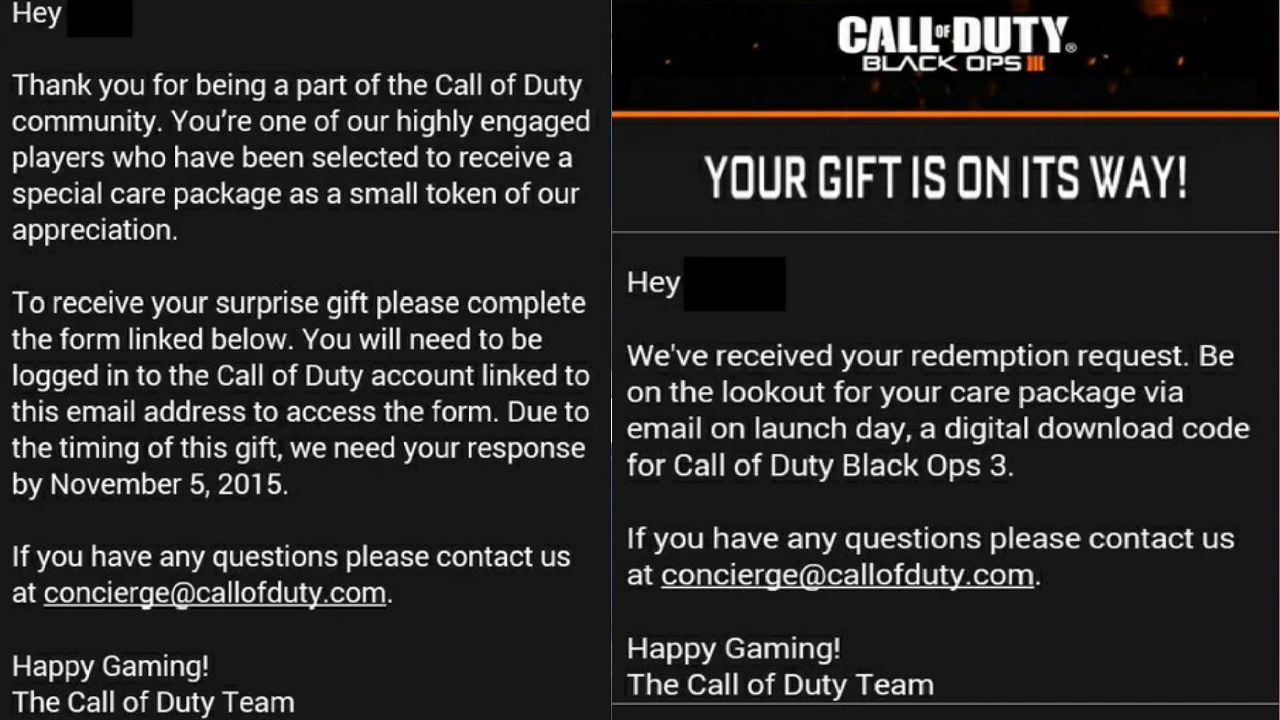 Hey
Thank you for being a part of the Call of Duty
community. You're one of our highly engaged
players who have been selected to receive a
special care package as a small token of our
appreciation.
To receive your surprise gift please complete
the form linked below. You will need to be
logged in to the Call of Duty account linked to
this email address to access the form. Due to
the timing of this gift, we need your response
by November 5, 2015.
If you have any questions please contact us
at concierge@callofduty.com.
Happy Gaming!
The Call of Duty Team
CALL OF DUTY®
BLACK OPS III
YOUR GIFT IS ON ITS WAY!
Hey
We've received your redemption request. Be
on the lookout for your care package via
email on launch day, a digital download code
for Call of Duty Black Ops 3.
If you have any questions please contact us
at concierge@callofduty.com.
Happy Gaming!
The Call of Duty Team